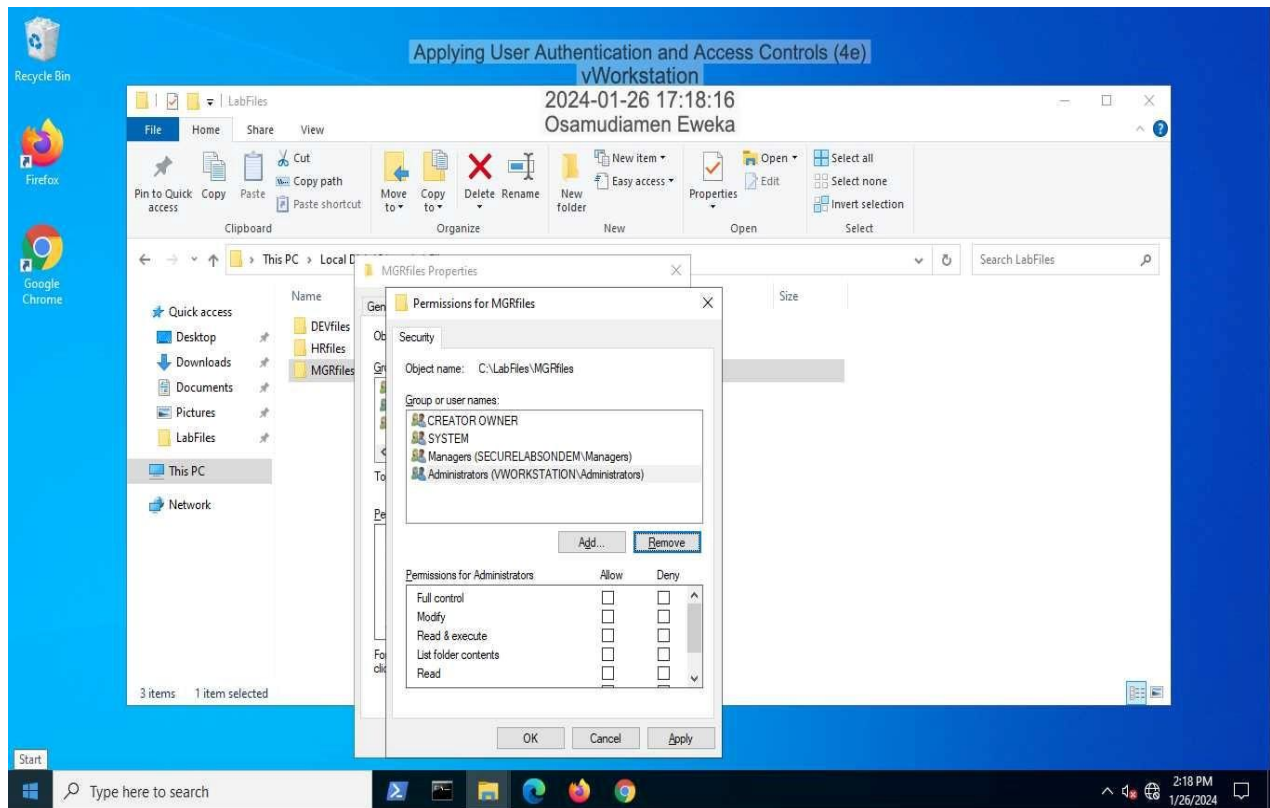 Recycle Bin
Firefox
Google
Chrome
Applying User Authentication and Access Controls (4e)
vWorkstation
2024-01-26 17:18:16
Osamudiamen Eweka
LabFiles
File Home Share View
Pin to Quick access
Copy
Paste
Cut
Copy path
Paste shortcut
Clipboard
Move to
Copy to
Delete
Rename
Organize
New folder
New item
Easy access
New
Properties
Open
Edit
Open
Select all
Select none
Invert selection
Select
This PC > Local D
Search LabFiles
Quick access
Desktop
Downloads
Documents
Pictures
LabFiles
This PC
Network
Name
Size
DEVfiles
HRfiles
MGRfiles
3 items 1 item selected
MGRfiles Properties
Gen
Ob
Gr
To
Pe
Fo
clic
Permissions for MGRfiles
Security
Object name: C:\LabFiles\MGRfiles
Group or user names:
CREATOR OWNER
SYSTEM
Managers (SECURELABSONDEM\Managers)
Administrators (VWORKSTATION\Administrators)
Add... Remove
Permissions for Administrators Allow Deny
Full control
Modify
Read & execute
List folder contents
Read
OK Cancel Apply
Start
Type here to search
2:18 PM
1/26/2024